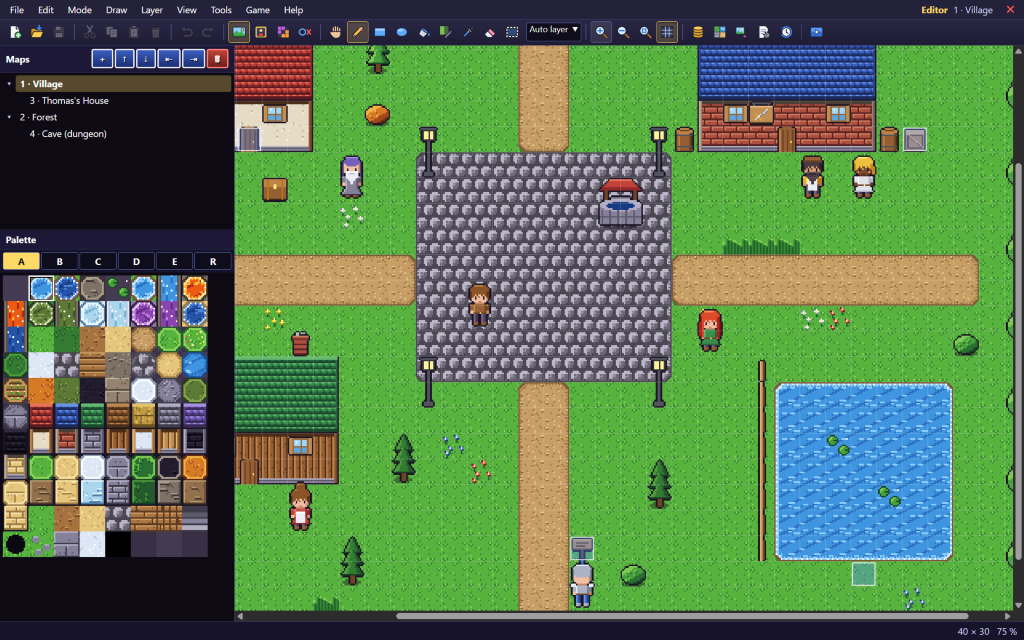 File Edit Mode Draw Layer View Tools Game Help
Editor 1 · Village
Auto layer
Maps
1 · Village
3 · Thomas's House
2 · Forest
4 · Cave (dungeon)
Palette
A B C D E R
40 × 30 75 %